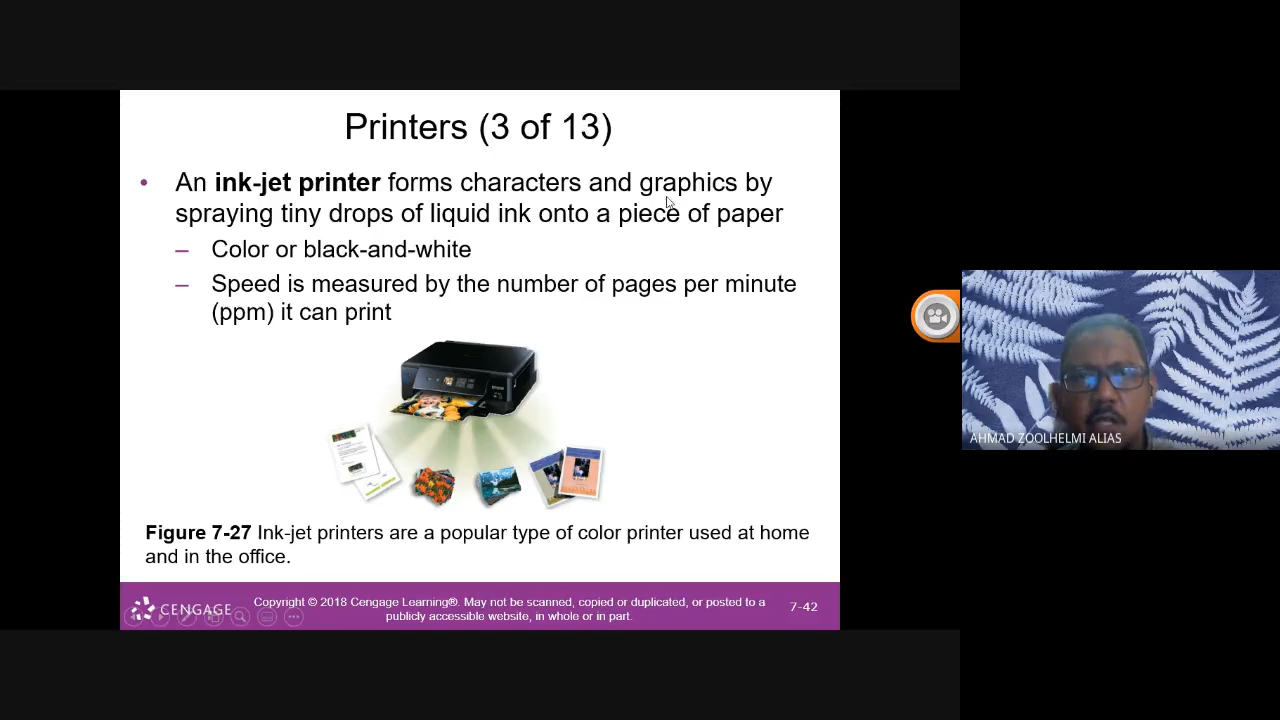 Printers (3 of 13)
• An ink-jet printer forms characters and graphics by
spraying tiny drops of liquid ink onto a piece of paper
– Color or black-and-white
– Speed is measured by the number of pages per minute
(ppm) it can print
Figure 7-27 Ink-jet printers are a popular type of color printer used at home
and in the office.
CENGAGE
Copyright © 2018 Cengage Learning®. May not be scanned, copied or duplicated, or posted to a
publicly accessible website, in whole or in part.
7-42
AHMAD ZOOLHELMI ALIAS